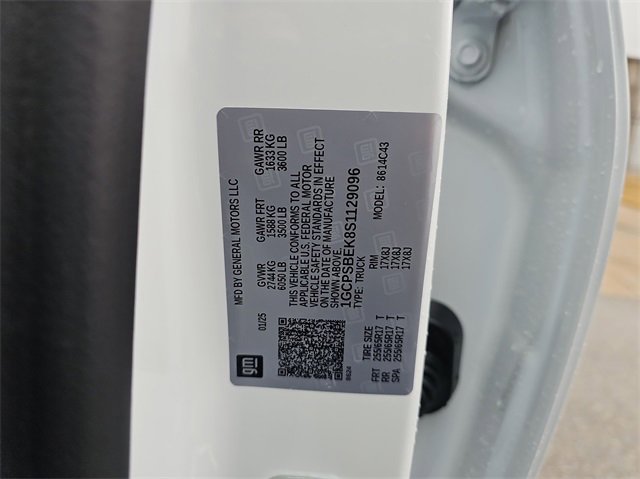 gm
MFD BY GENERAL MOTORS LLC
01/25
GVWR GAWR FRT GAWR RR
2744 KG 1588 KG 1633 KG
6050 LB 3500 LB 3600 LB
THIS VEHICLE CONFORMS TO ALL
APPLICABLE U.S. FEDERAL MOTOR
VEHICLE SAFETY STANDARDS IN EFFECT
ON THE DATE OF MANUFACTURE
SHOWN ABOVE.
1GCPSBEK8S1129096
TYPE: TRUCK MODEL: 8614C43
TIRE SIZE RIM
FRT 255/65R17 T 17X8J
RR 255/65R17 T 17X8J
SPA 255/65R17 T 17X8J